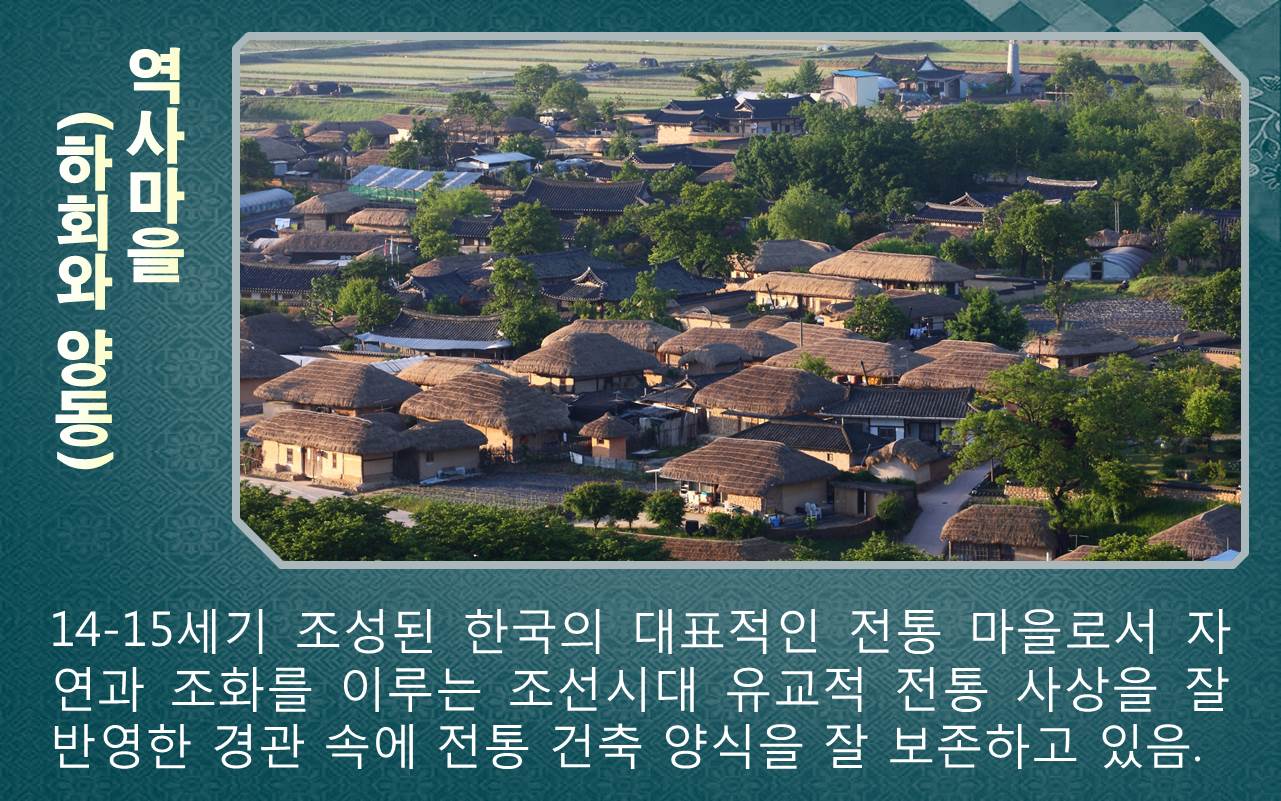 역사마을
(하회와 양동)
14-15세기 조성된 한국의 대표적인 전통 마을로서 자
연과 조화를 이루는 조선시대 유교적 전통 사상을 잘
반영한 경관 속에 전통 건축 양식을 잘 보존하고 있음.